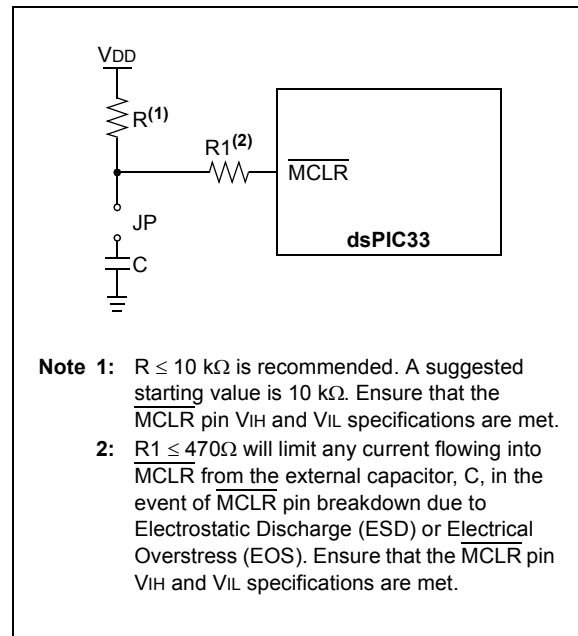 VDD
R(1)
R1(2)
MCLR
JP
dsPIC33
C
Note 1: R ≤ 10 kΩ is recommended. A suggested
starting value is 10 kΩ. Ensure that the
MCLR pin VIH and VIL specifications are met.
2: R1 ≤ 470Ω will limit any current flowing into
MCLR from the external capacitor, C, in the
event of MCLR pin breakdown due to
Electrostatic Discharge (ESD) or Electrical
Overstress (EOS). Ensure that the MCLR pin
VIH and VIL specifications are met.